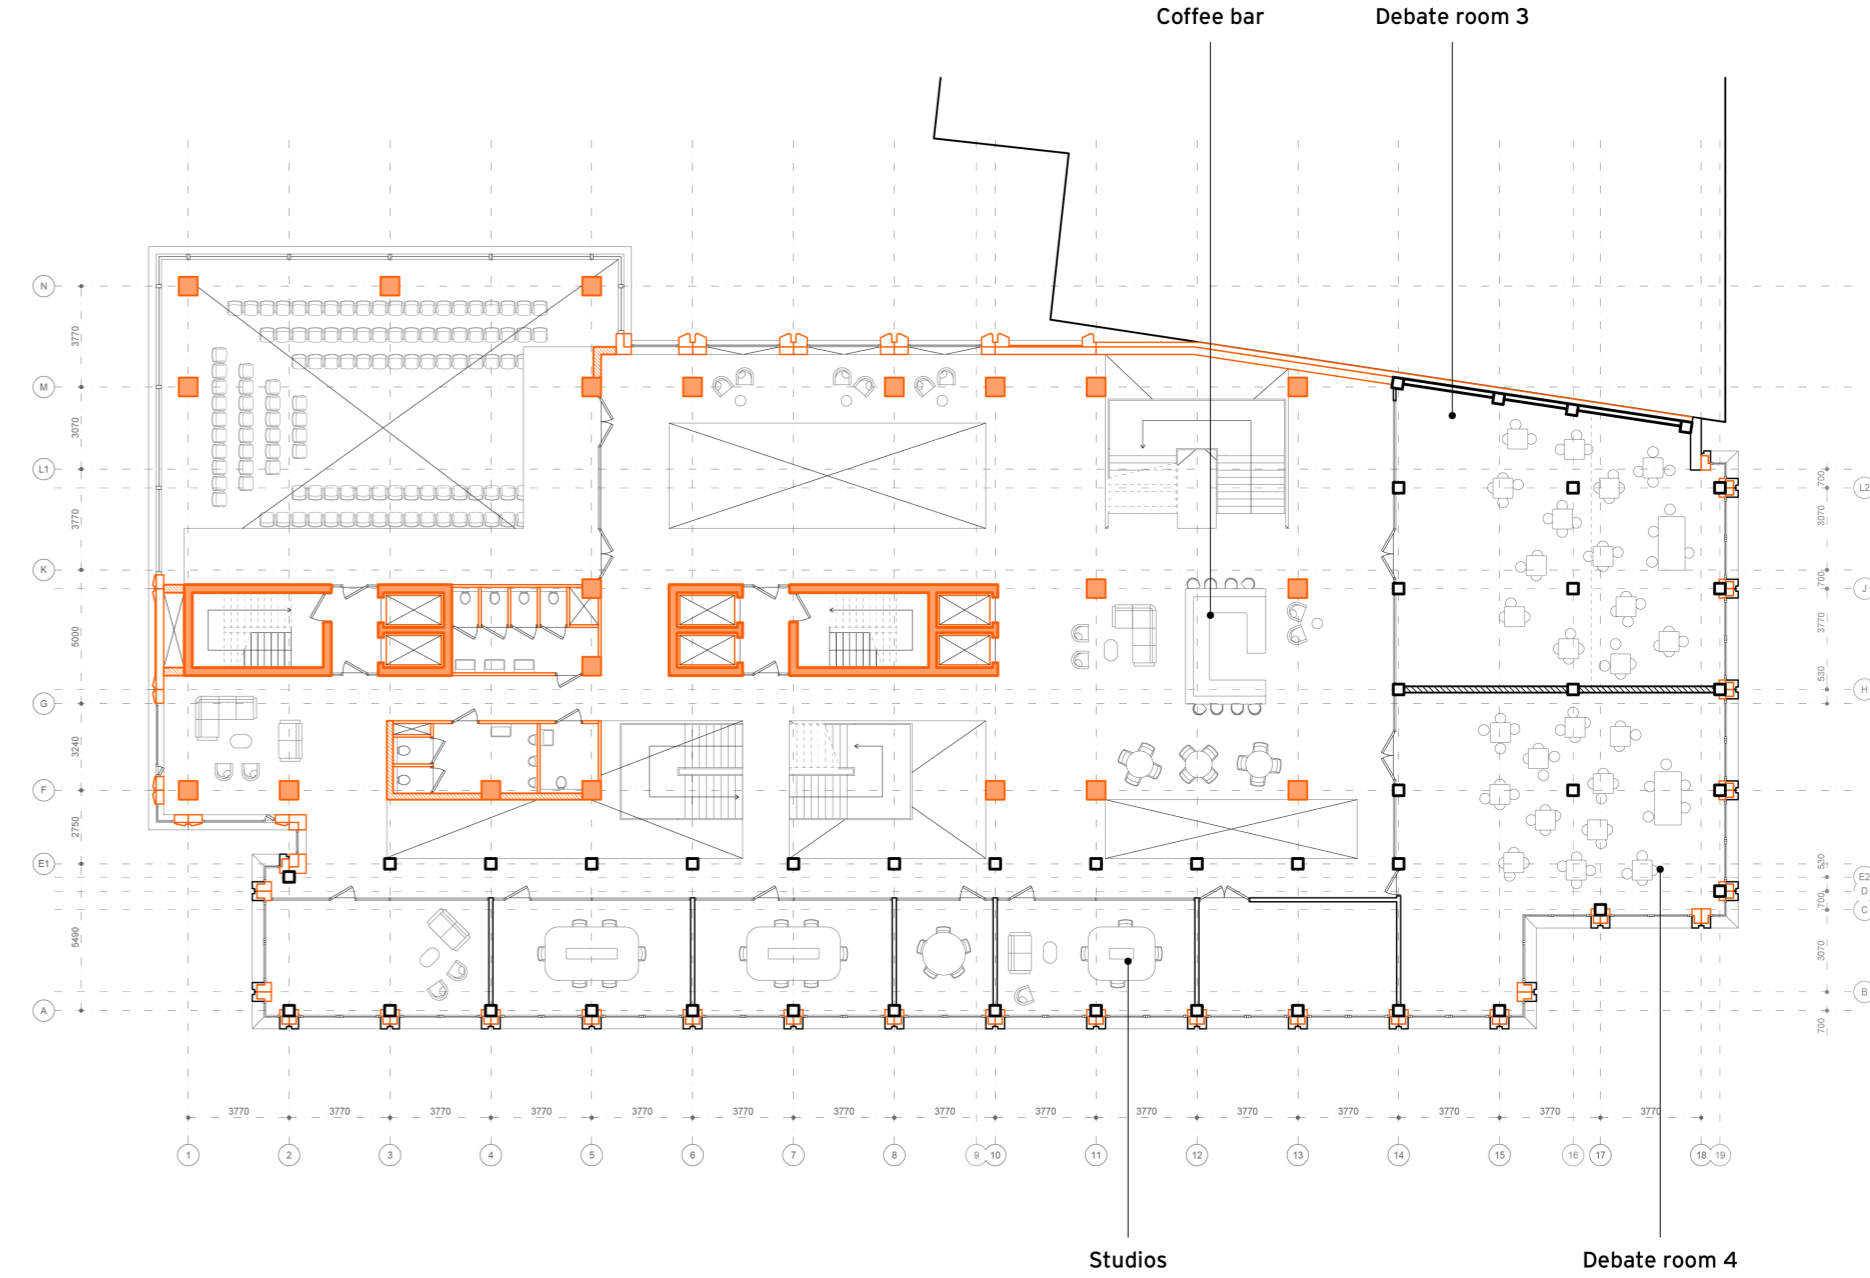 Coffee bar
Debate room 3
N
3770
M
3070
L1
3770
K
5000
G
3240
F
2750
E1
5490
A
700
L2
3070
700
J
3770
530
H
530
E2
D
700
C
3070
B
700
3770 3770 3770 3770 3770 3770 3770 3770 3770 3770 3770 3770 3770 3770 3770
1 2 3 4 5 6 7 8 9 10 11 12 13 14 15 16 17 18 19
Studios
Debate room 4